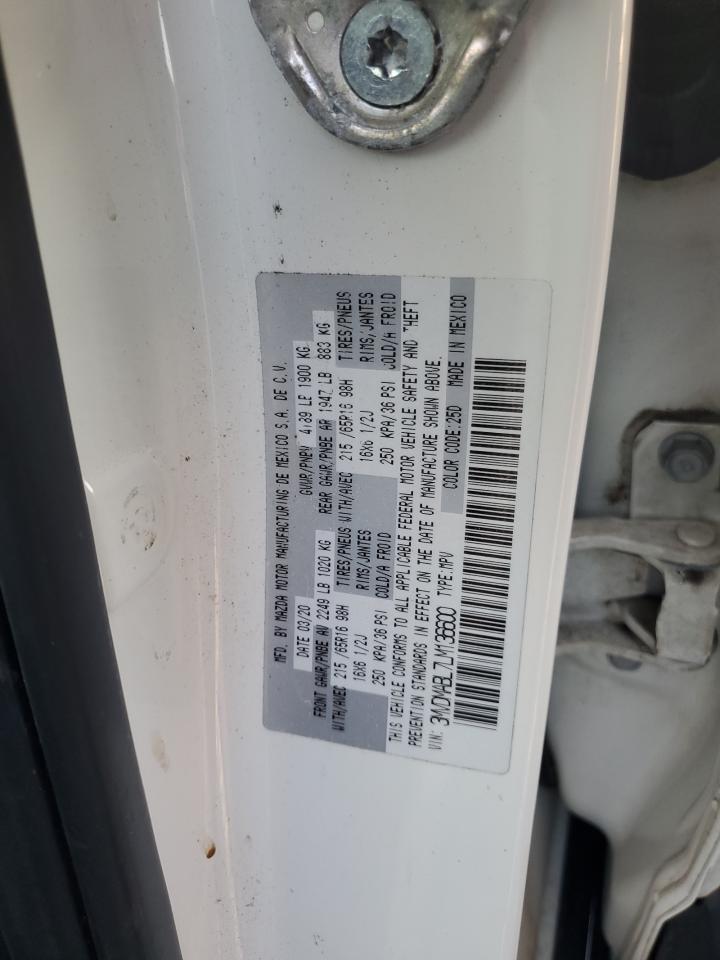 MFD. BY MAZDA MOTOR MANUFACTURING DE MEXICO S.A. DE C.V.
DATE 03/20 GVWR/PNBV 4189 LB 1900 KG
FRONT GAWR/PNBE AV 2249 LB 1020 KG REAR GAWR/PNBE AR 1947 LB 883 KG
WITH/AVEC 215 /65R16 98H TIRES/PNEUS WITH/AVEC 215 /65R16 98H TIRES/PNEUS
16X6 1/2J RIMS/JANTES 16X6 1/2J RIMS/JANTES
250 KPA/36 PSI COLD/A FROID 250 KPA/36 PSI COLD/A FROID
THIS VEHICLE CONFORMS TO ALL APPLICABLE FEDERAL MOTOR VEHICLE SAFETY AND THEFT
PREVENTION STANDARDS IN EFFECT ON THE DATE OF MANUFACTURE SHOWN ABOVE.
VIN: 3MVDMABL7LM138600 TYPE:MPV COLOR CODE:25D MADE IN MEXICO